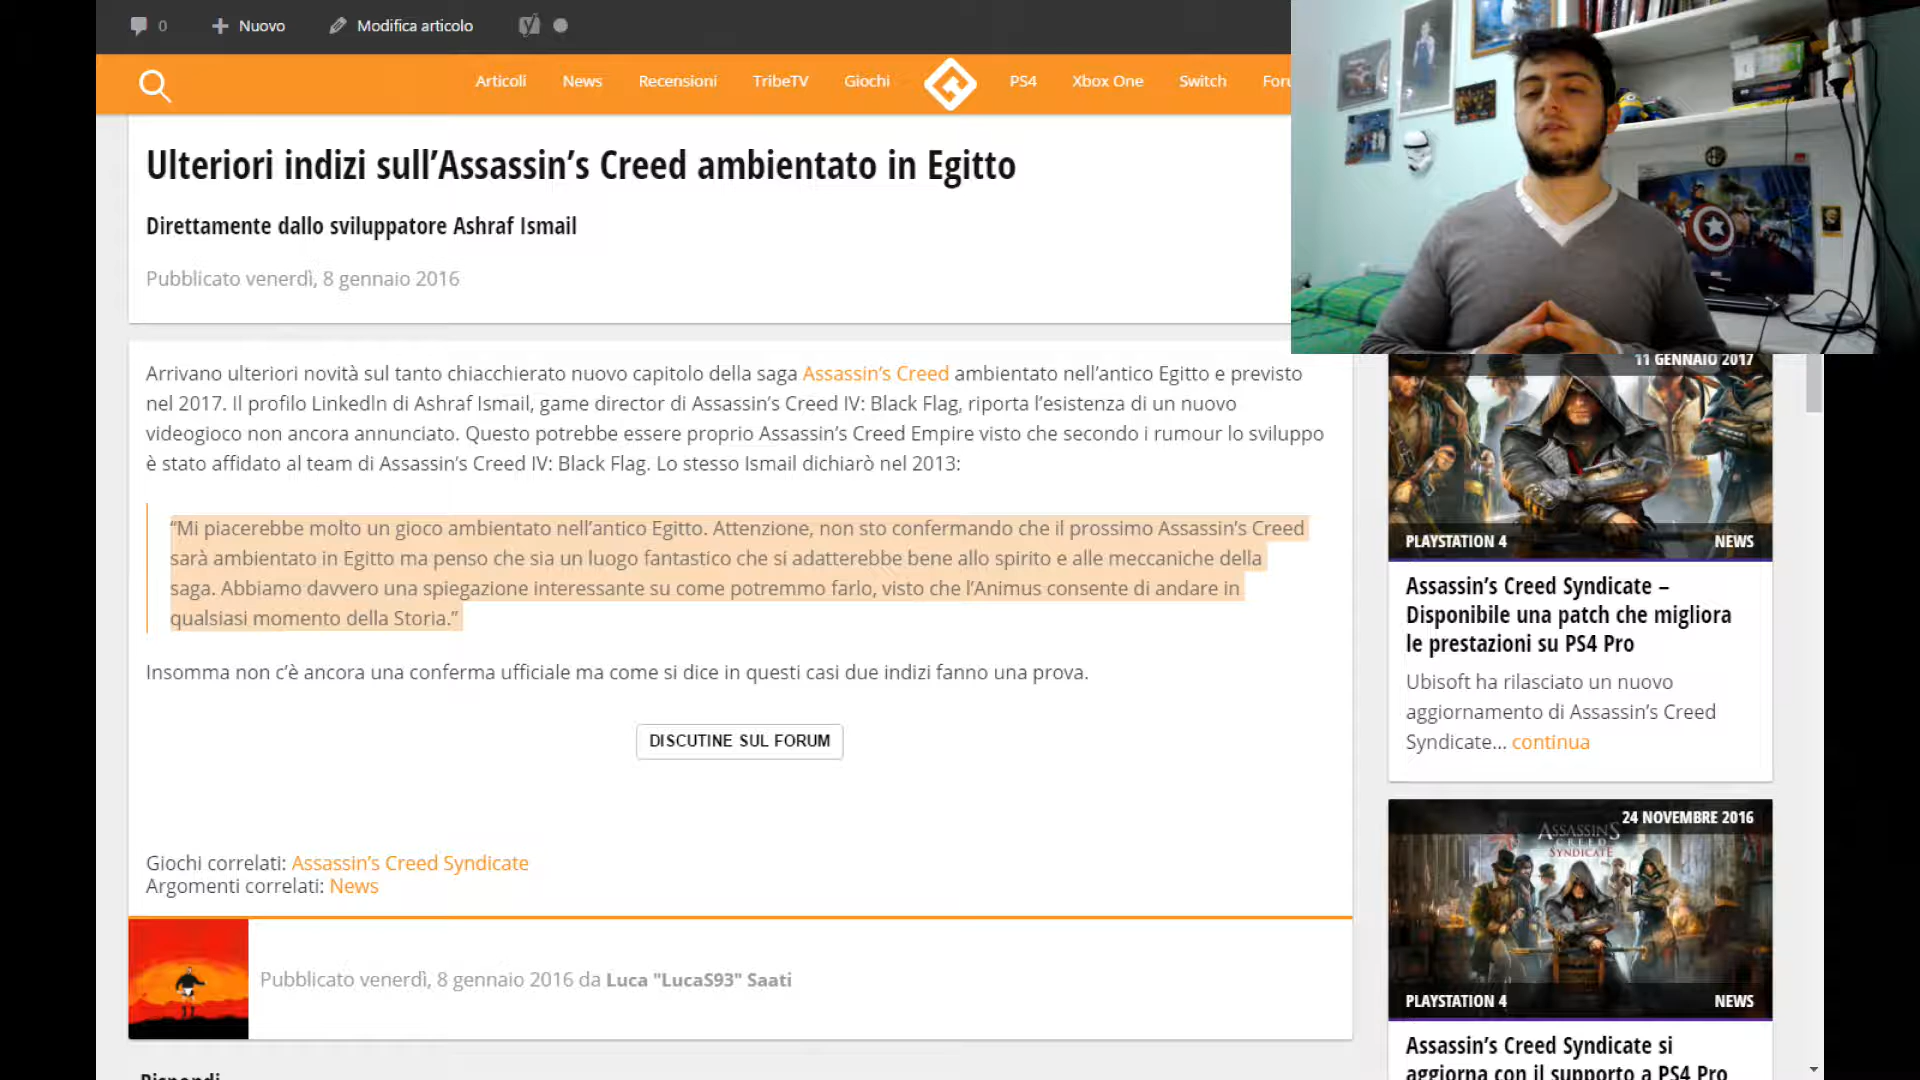 0 Nuovo Modifica articolo
Articoli News Recensioni TribeTV Giochi PS4 Xbox One Switch
Ulteriori indizi sull'Assassin's Creed ambientato in Egitto
Direttamente dallo sviluppatore Ashraf Ismail
Pubblicato venerdì, 8 gennaio 2016
Arrivano ulteriori novità sul tanto chiacchierato nuovo capitolo della saga Assassin's Creed ambientato nell'antico Egitto e previsto
nel 2017. Il profilo LinkedIn di Ashraf Ismail, game director di Assassin's Creed IV: Black Flag, riporta l'esistenza di un nuovo
videogioco non ancora annunciato. Questo potrebbe essere proprio Assassin's Creed Empire visto che secondo i rumour lo sviluppo
è stato affidato al team di Assassin's Creed IV: Black Flag. Lo stesso Ismail dichiarò nel 2013:
“Mi piacerebbe molto un gioco ambientato nell'antico Egitto. Attenzione, non sto confermando che il prossimo Assassin's Creed
sarà ambientato in Egitto ma penso che sia un luogo fantastico che si adatterebbe bene allo spirito e alle meccaniche della
saga. Abbiamo davvero una spiegazione interessante su come potremmo farlo, visto che l'Animus consente di andare in
qualsiasi momento della Storia.”
Insomma non c'è ancora una conferma ufficiale ma come si dice in questi casi due indizi fanno una prova.
DISCUTINE SUL FORUM
Giochi correlati: Assassin's Creed Syndicate
Argomenti correlati: News
Pubblicato venerdì, 8 gennaio 2016 da Luca "LucaS93" Saati
Rispondi
11 GENNAIO 2017
PLAYSTATION 4 NEWS
Assassin's Creed Syndicate –
Disponibile una patch che migliora
le prestazioni su PS4 Pro
Ubisoft ha rilasciato un nuovo
aggiornamento di Assassin's Creed
Syndicate... continua
24 NOVEMBRE 2016
ASSASSIN'S
CREED
SYNDICATE
PLAYSTATION 4 NEWS
Assassin's Creed Syndicate si
aggiorna con il supporto a PS4 Pro